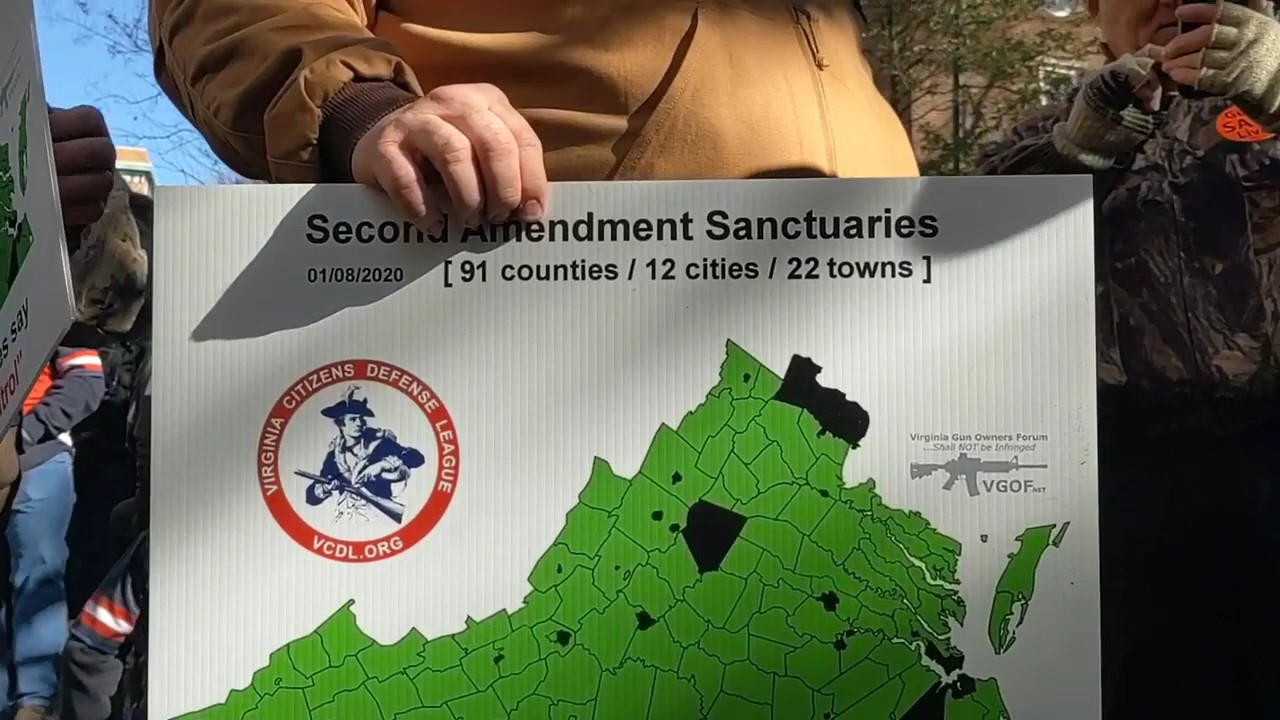 Second Amendment Sanctuaries
01/08/2020 [ 91 counties / 12 cities / 22 towns ]
VIRGINIA CITIZENS DEFENSE LEAGUE
VCDL.ORG
Virginia Gun Owners Forum
...Shall NOT be Infringed
VGOF.NET
say